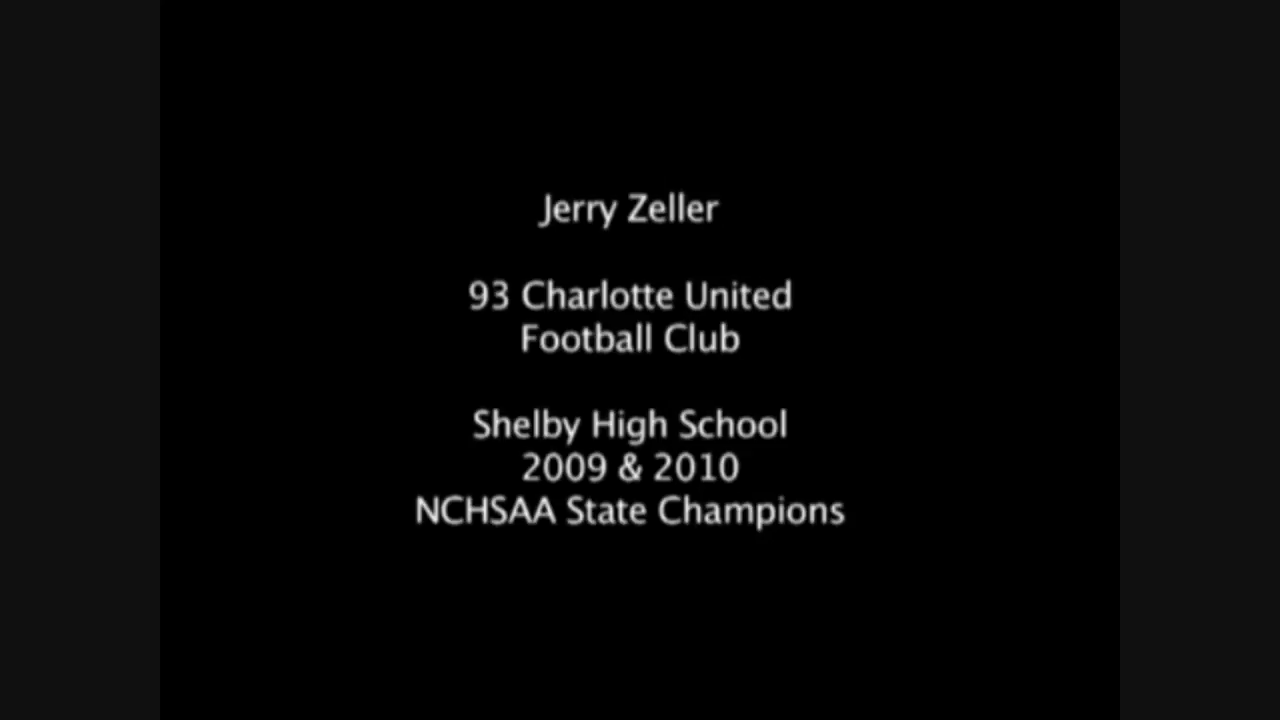 Jerry Zeller
93 Charlotte United
Football Club
Shelby High School
2009 & 2010
NCHSAA State Champions